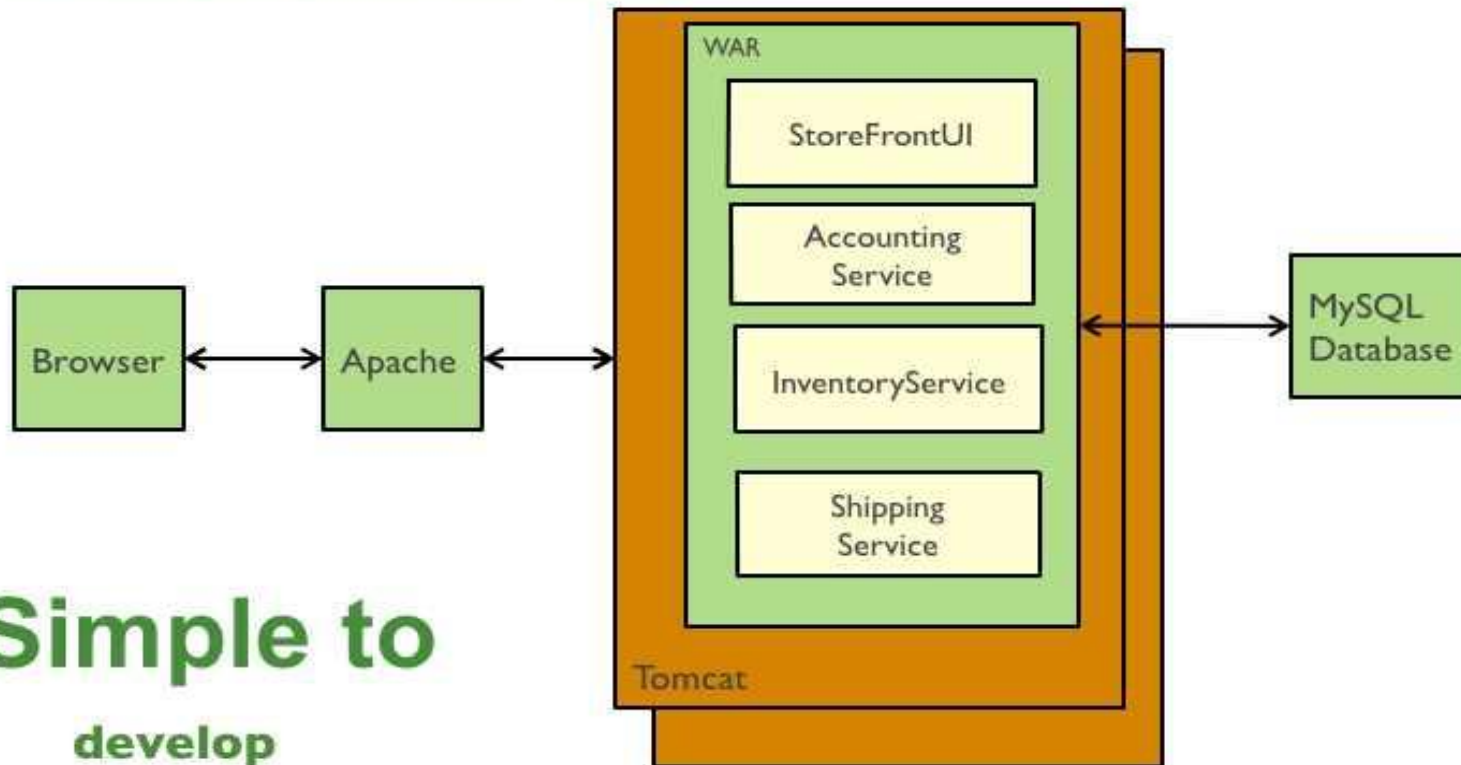 WAR
StoreFrontUI
Accounting
Service
InventoryService
Shipping
Service
Tomcat
Browser
Apache
MySQL
Database
Simple to
develop